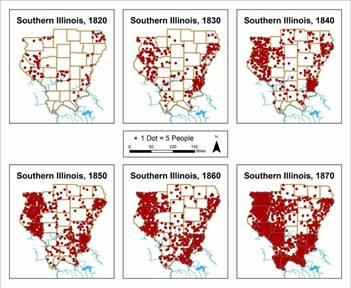 Southern Illinois, 1820
Southern Illinois, 1830
Southern Illinois, 1840
1 Dot = 5 People
N
0 25 50 100 150
Miles
Southern Illinois, 1850
Southern Illinois, 1860
Southern Illinois, 1870